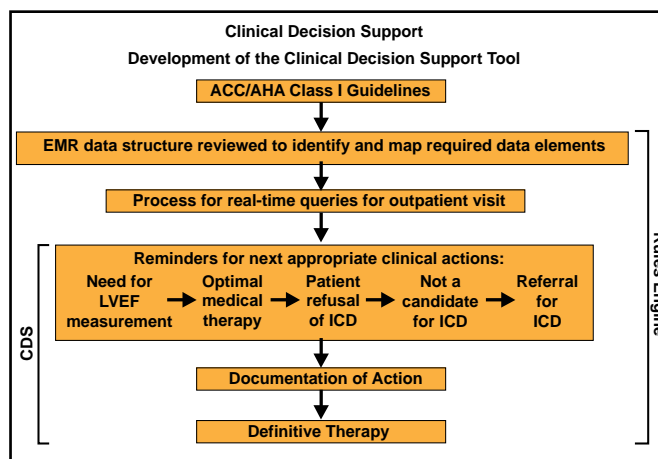 Clinical Decision Support
Development of the Clinical Decision Support Tool
ACC/AHA Class I Guidelines
EMR data structure reviewed to identify and map required data elements
Process for real-time queries for outpatient visit
Reminders for next appropriate clinical actions:
Need for
LVEF
measurement
Optimal
medical
therapy
Patient
refusal
of ICD
Not a
candidate
for ICD
Referral
for
ICD
Documentation of Action
Definitive Therapy
CDS
Rules Engine